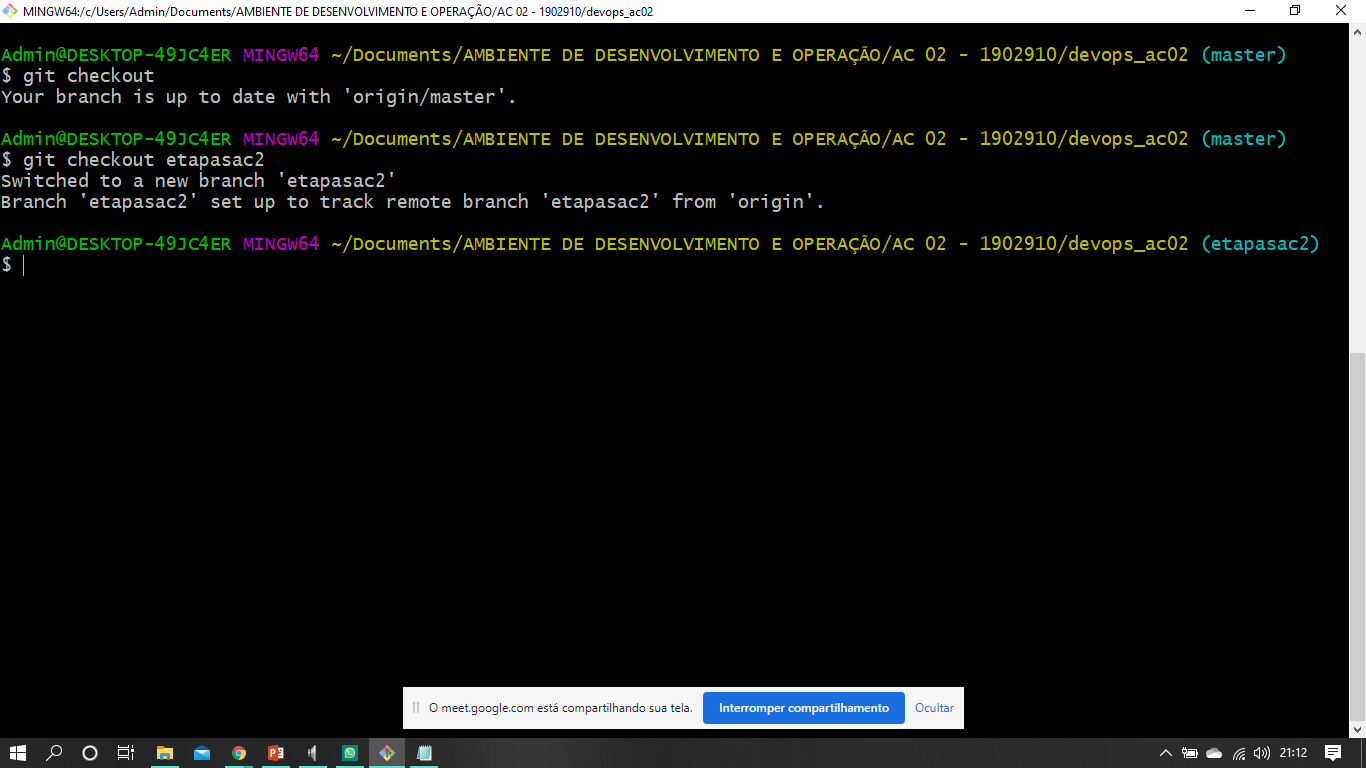 MINGW64:/c/Users/Admin/Documents/AMBIENTE DE DESENVOLVIMENTO E OPERAÇÃO/AC 02 - 1902910/devops_ac02
Admin@DESKTOP-49JC4ER MINGW64 ~/Documents/AMBIENTE DE DESENVOLVIMENTO E OPERAÇÃO/AC 02 - 1902910/devops_ac02 (master)
$ git checkout
Your branch is up to date with 'origin/master'.
Admin@DESKTOP-49JC4ER MINGW64 ~/Documents/AMBIENTE DE DESENVOLVIMENTO E OPERAÇÃO/AC 02 - 1902910/devops_ac02 (master)
$ git checkout etapasac2
Switched to a new branch 'etapasac2'
Branch 'etapasac2' set up to track remote branch 'etapasac2' from 'origin'.
Admin@DESKTOP-49JC4ER MINGW64 ~/Documents/AMBIENTE DE DESENVOLVIMENTO E OPERAÇÃO/AC 02 - 1902910/devops_ac02 (etapasac2)
$
O meet.google.com está compartilhando sua tela. Interromper compartilhamento Ocultar
21:12